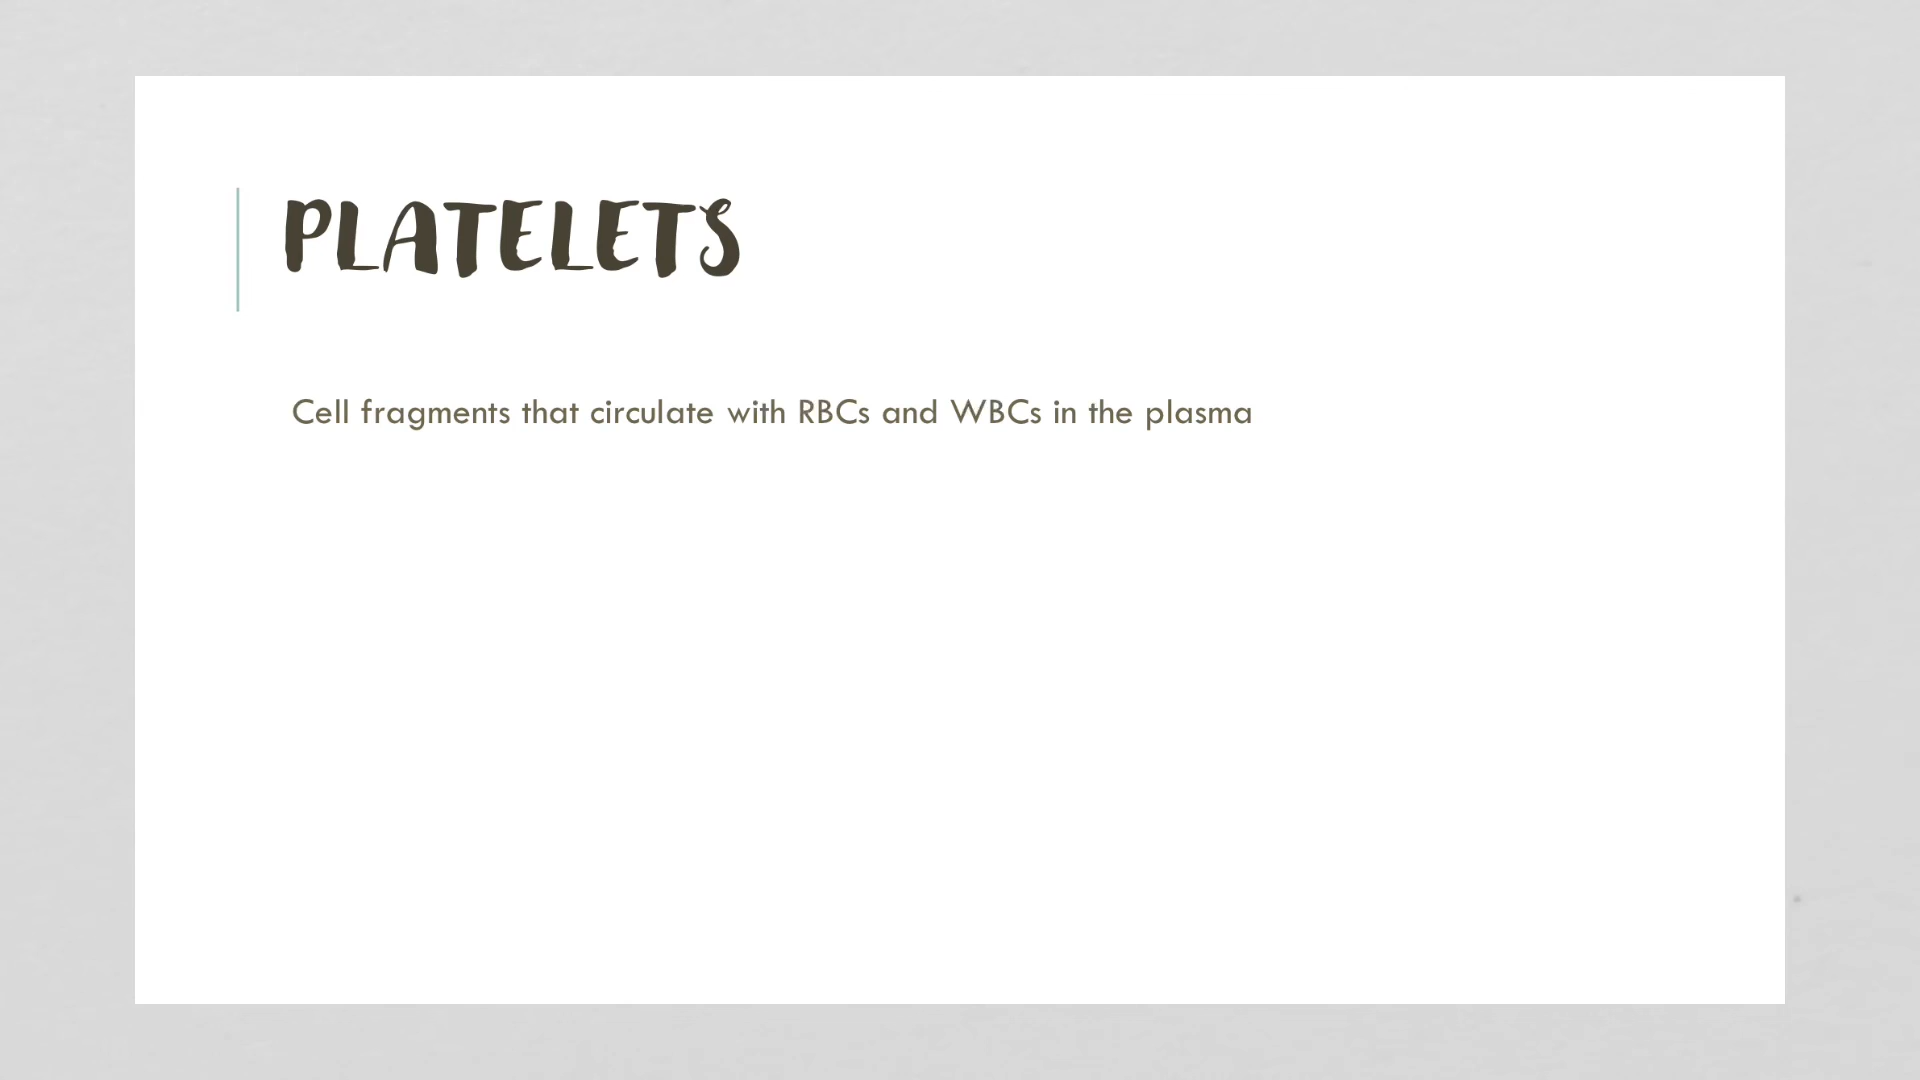 PLATELETS
Cell fragments that circulate with RBCs and WBCs in the plasma